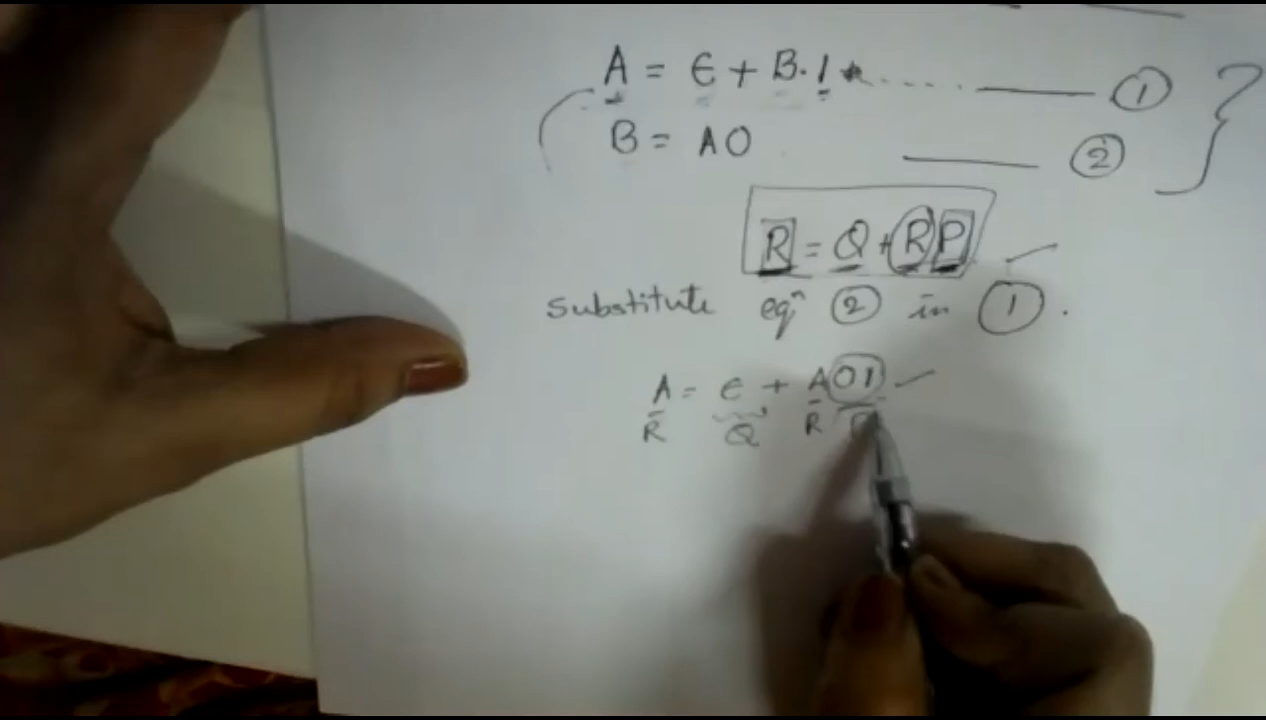 A = ϵ + B.1 ———— ①
B = A0 ———— ②
R = Q + RP
Substitute eqn ② in ① .
A = ϵ + A01
R Q R